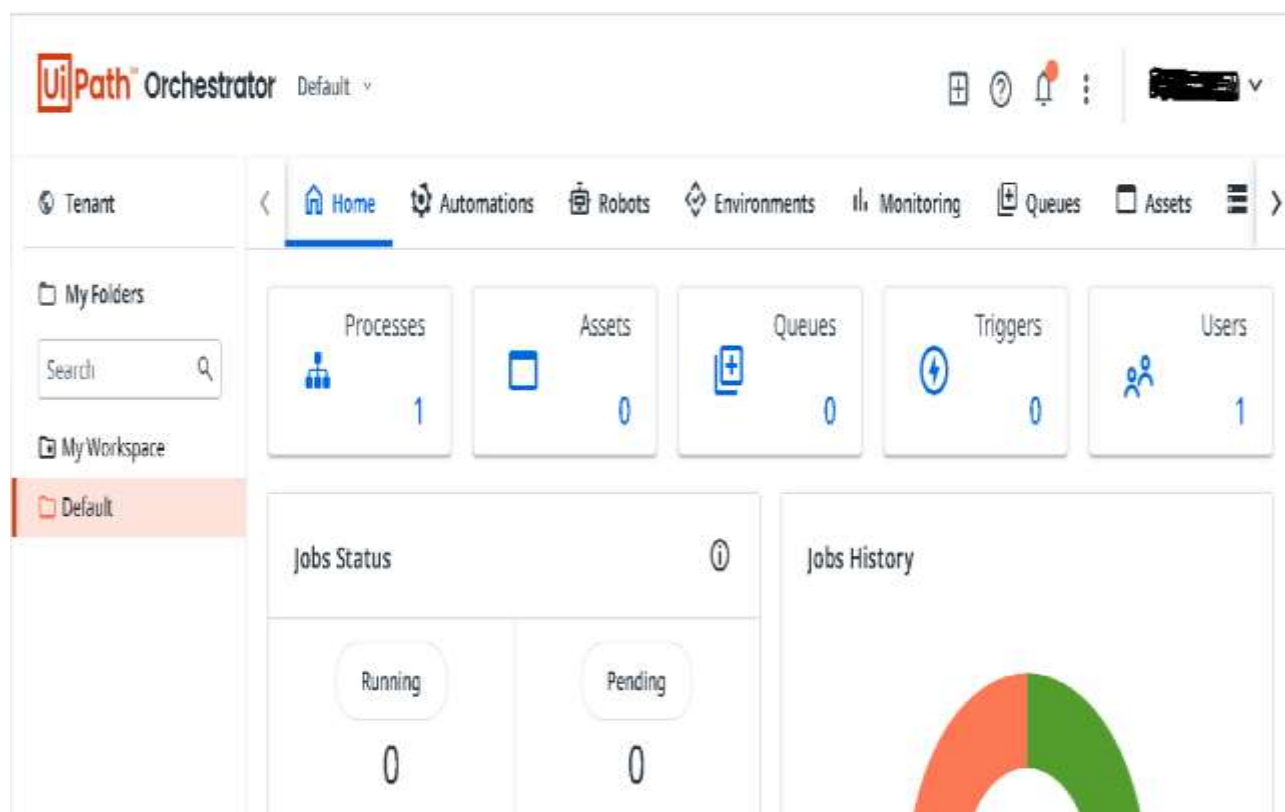 UiPath™ Orchestrator Default
Tenant
Home Automations Robots Environments Monitoring Queues Assets
My Folders
Search
My Workspace
Default
Processes
1
Assets
0
Queues
0
Triggers
0
Users
1
Jobs Status
Running
0
Pending
0
Jobs History